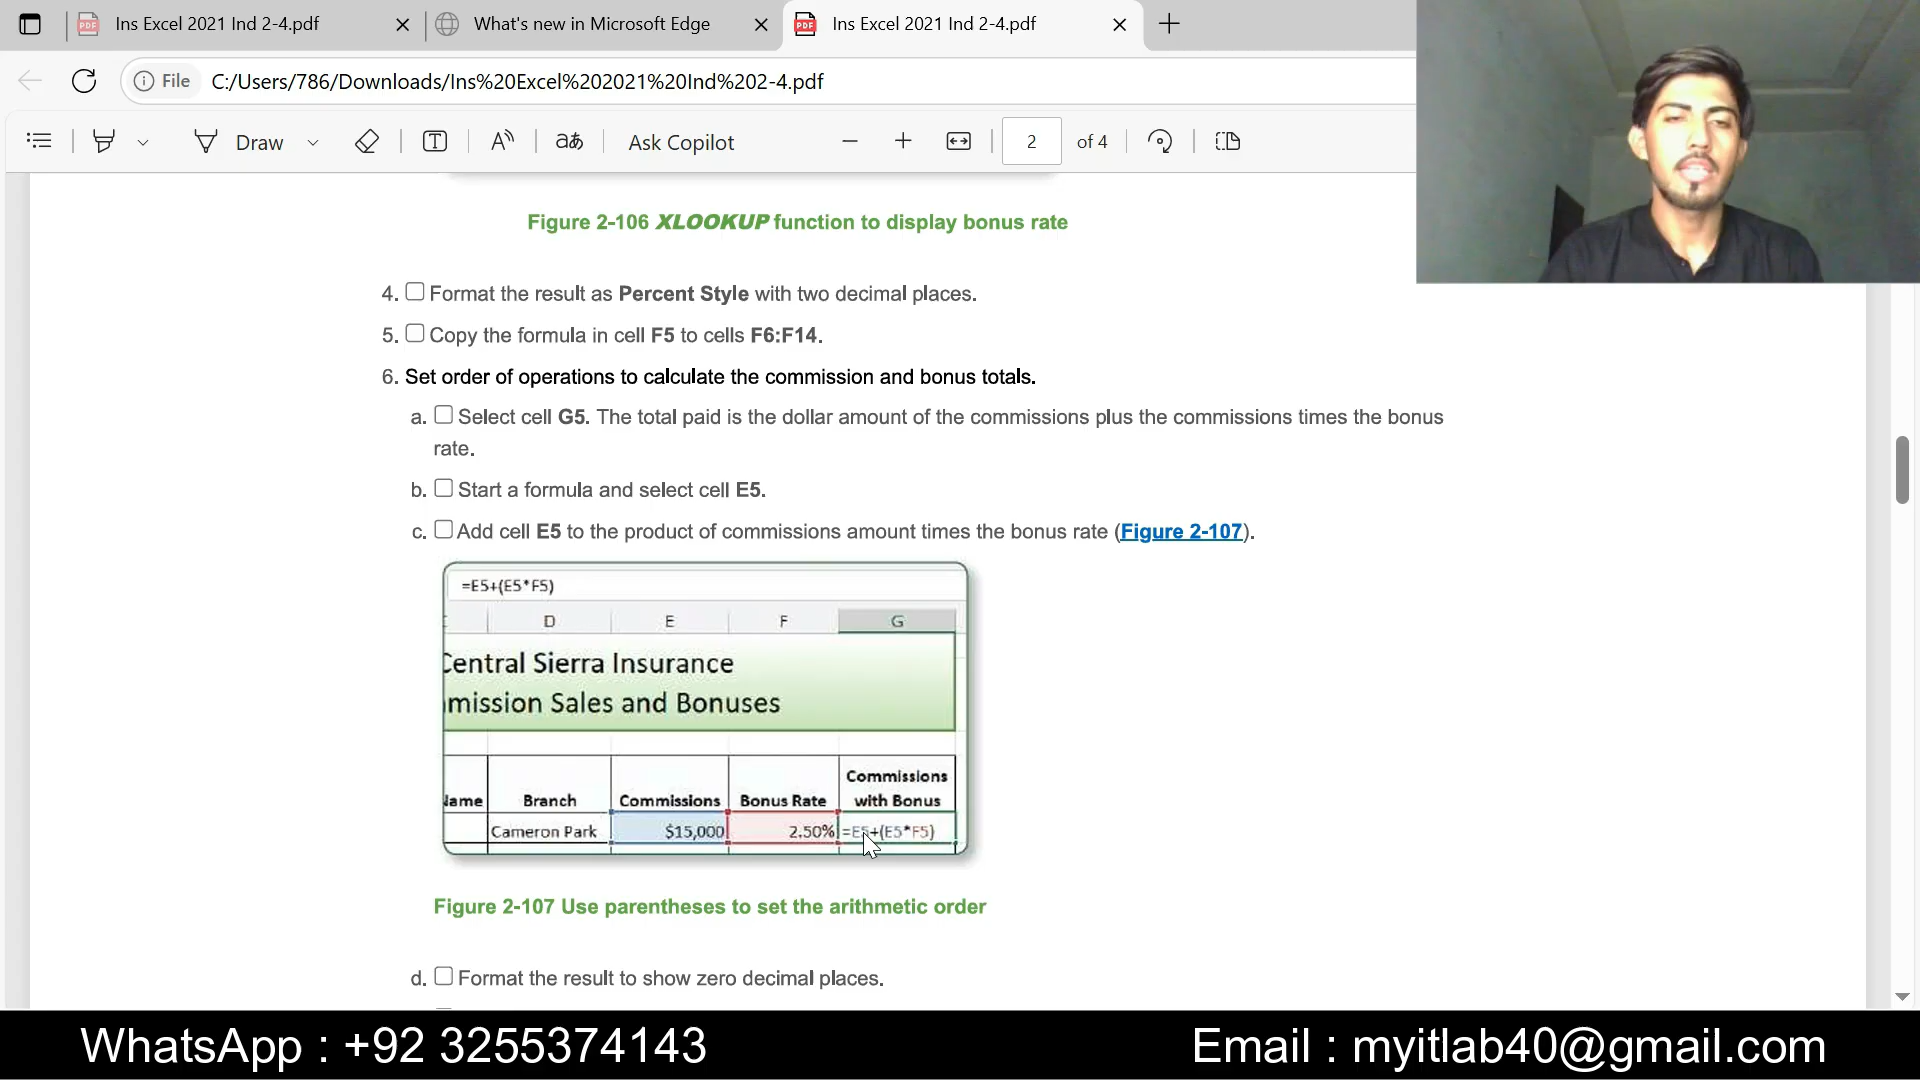 Ins Excel 2021 Ind 2-4.pdf
What's new in Microsoft Edge
Ins Excel 2021 Ind 2-4.pdf
File C:/Users/786/Downloads/Ins%20Excel%202021%20Ind%202-4.pdf
Draw
aあ
Ask Copilot
2 of 4
Figure 2-106 XLOOKUP function to display bonus rate
4. Format the result as Percent Style with two decimal places.
5. Copy the formula in cell F5 to cells F6:F14.
6. Set order of operations to calculate the commission and bonus totals.
a. Select cell G5. The total paid is the dollar amount of the commissions plus the commissions times the bonus
rate.
b. Start a formula and select cell E5.
c. Add cell E5 to the product of commissions amount times the bonus rate (Figure 2-107).
=E5+(E5*F5)
D E F G
Central Sierra Insurance
mission Sales and Bonuses
Commissions
Name Branch Commissions Bonus Rate with Bonus
Cameron Park $15,000 2.50% =E5+(E5*F5)
Figure 2-107 Use parentheses to set the arithmetic order
d. Format the result to show zero decimal places.
WhatsApp : +92 3255374143
Email : myitlab40@gmail.com